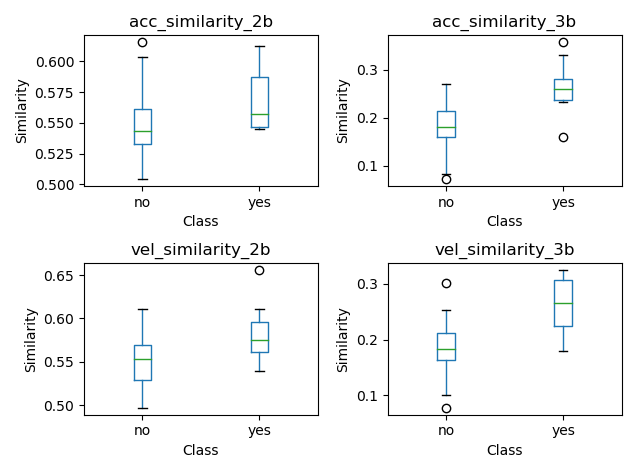 acc_similarity_2b
Similarity
0.600
0.575
0.550
0.525
0.500
no yes
Class
acc_similarity_3b
Similarity
0.3
0.2
0.1
no yes
Class
vel_similarity_2b
Similarity
0.65
0.60
0.55
0.50
no yes
Class
vel_similarity_3b
Similarity
0.3
0.2
0.1
no yes
Class